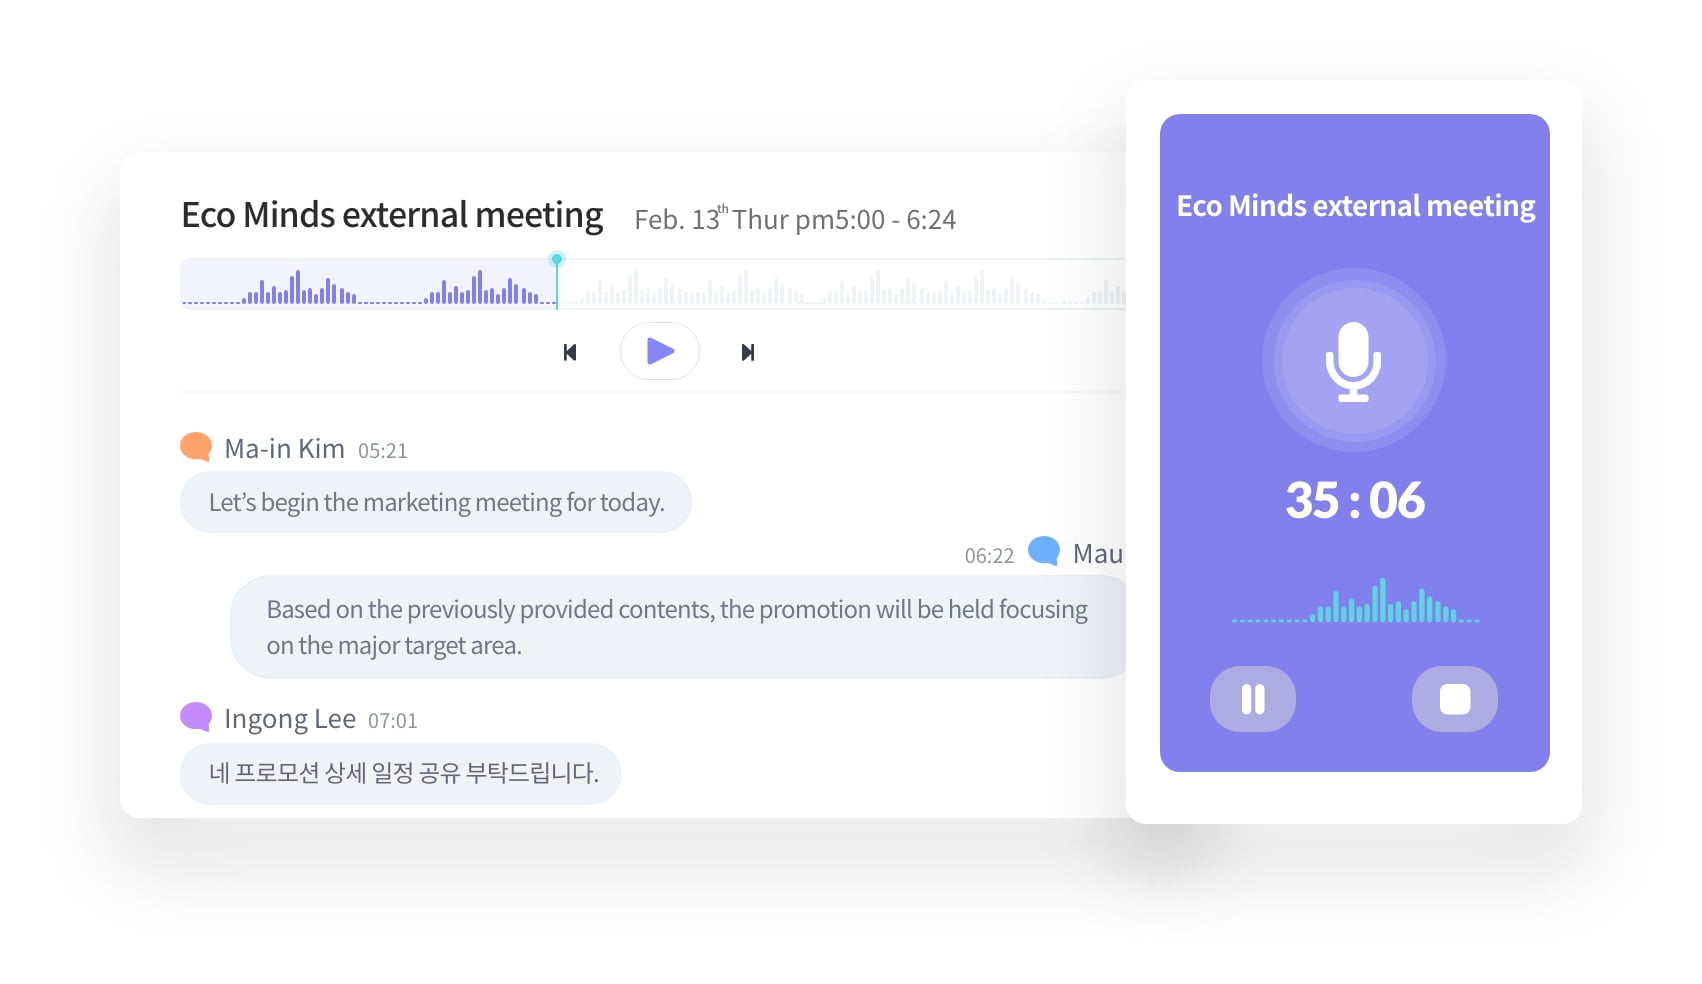 Eco Minds external meeting Feb. 13th Thur pm5:00 - 6:24
Ma-in Kim 05:21
Let’s begin the marketing meeting for today.
06:22 Mau
Based on the previously provided contents, the promotion will be held focusing
on the major target area.
Ingong Lee 07:01
네 프로모션 상세 일정 공유 부탁드립니다.
Eco Minds external meeting
35 : 06